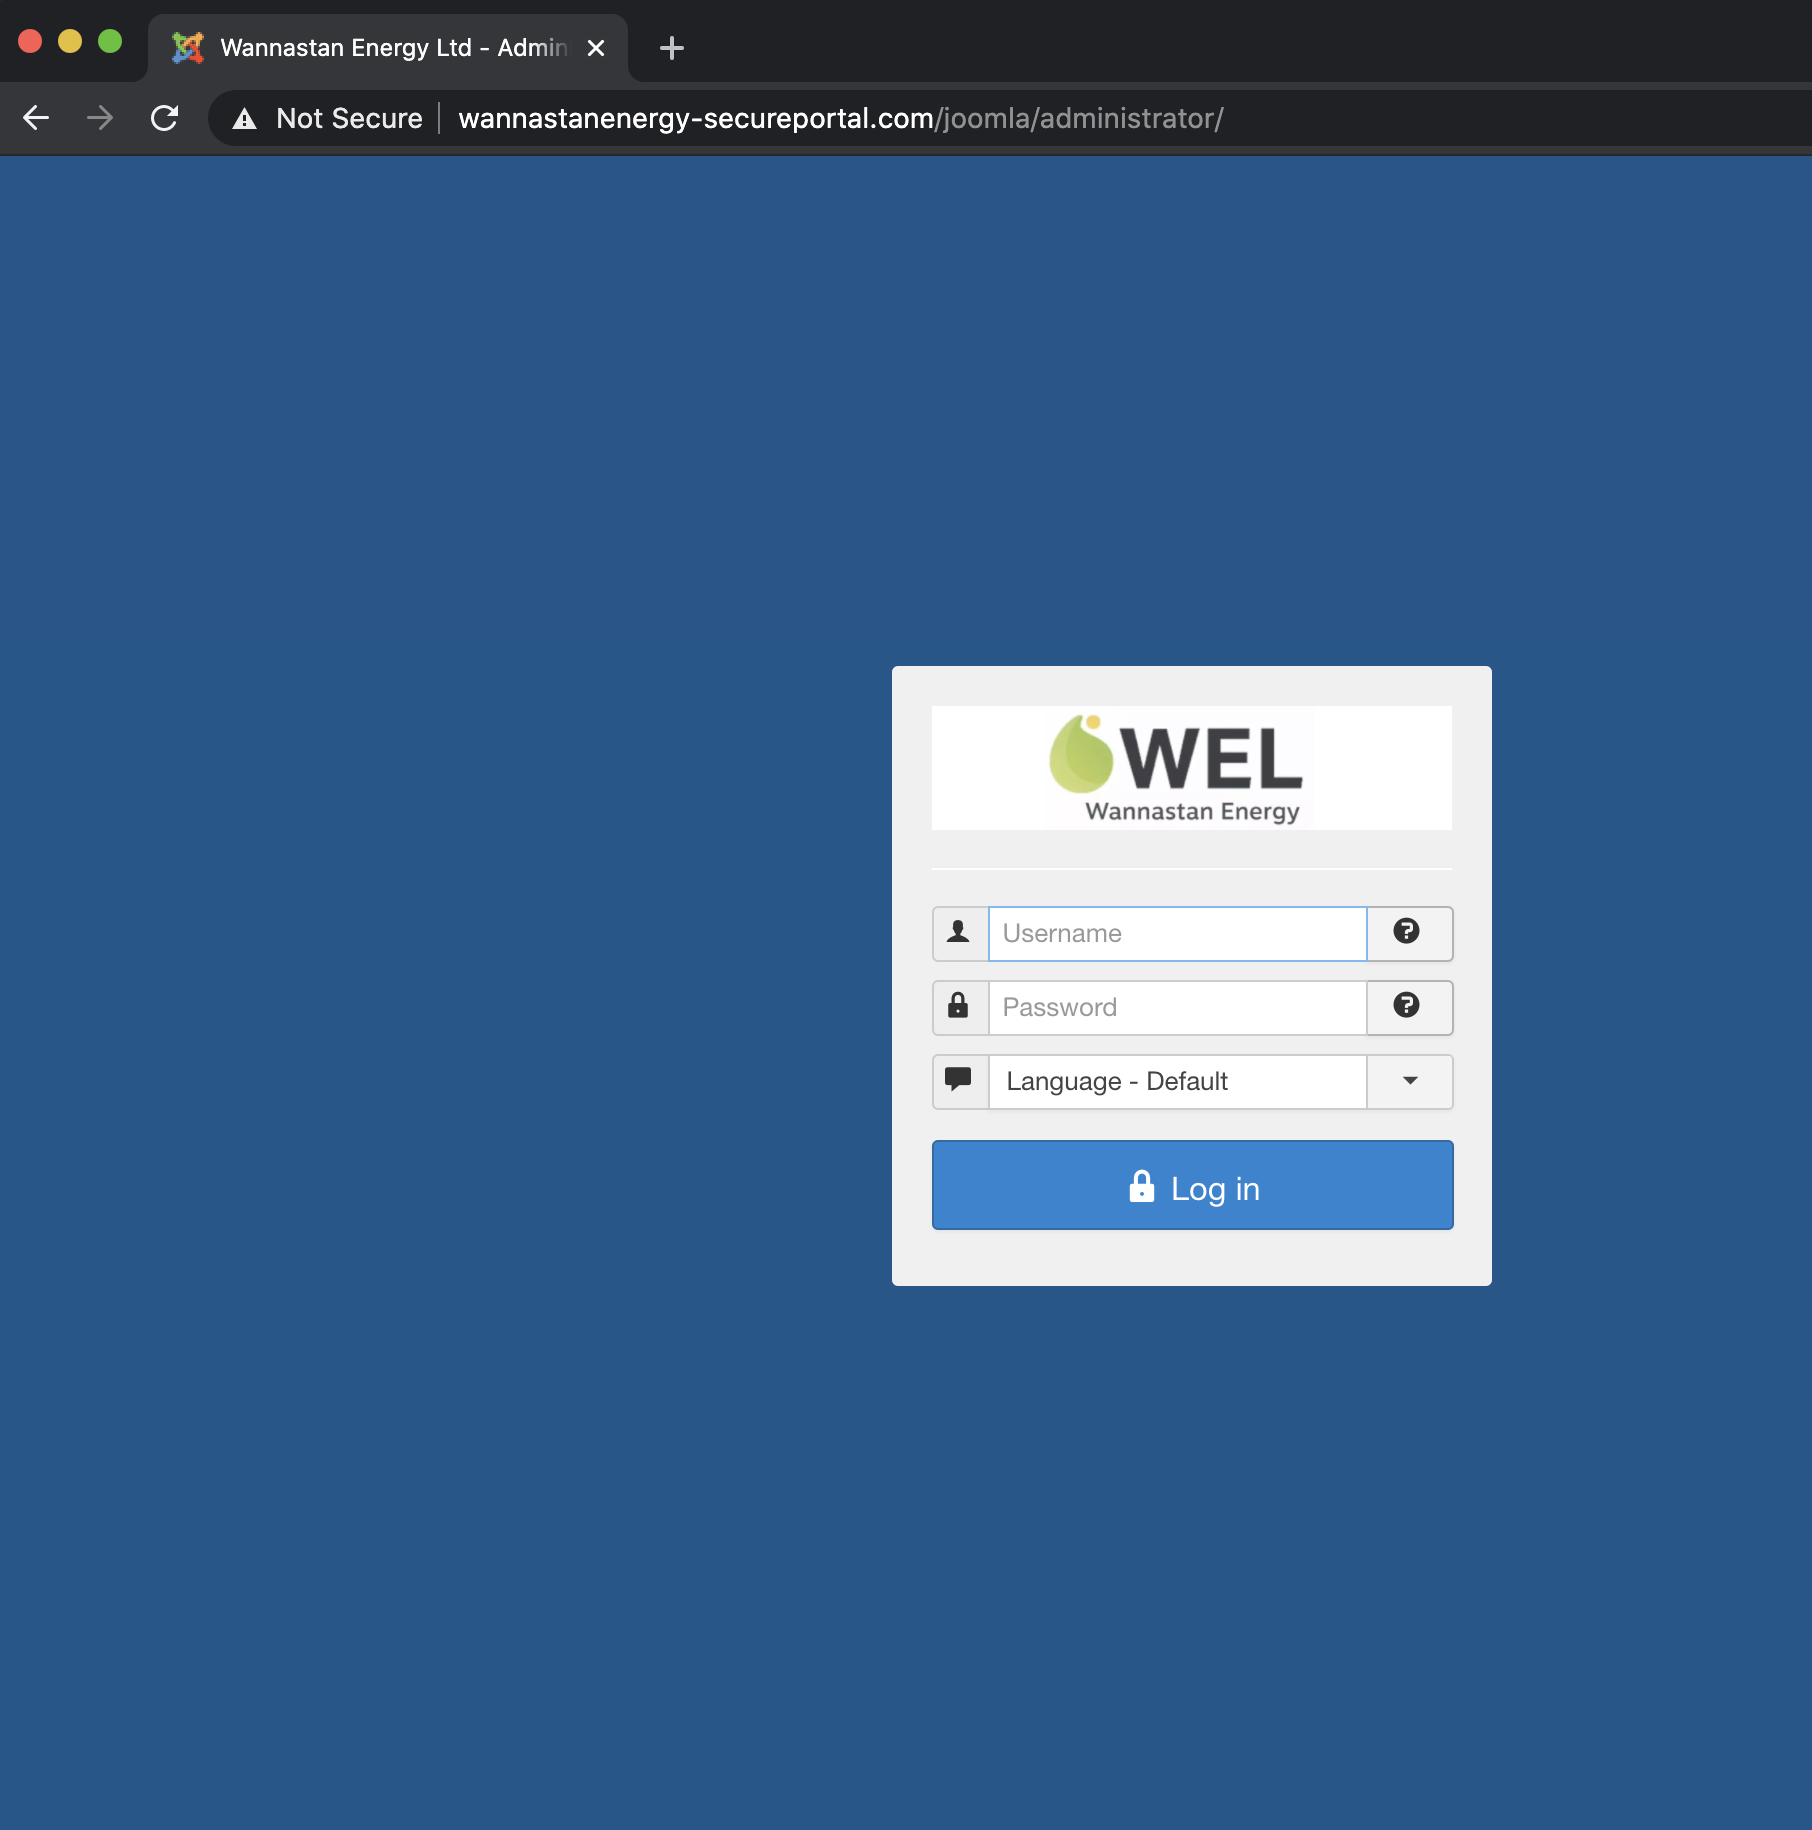 Wannastan Energy Ltd - Admin
Not Secure
wannastanenergy-secureportal.com/joomla/administrator/
WEL
Wannastan Energy
Username
Password
Language - Default
Log in